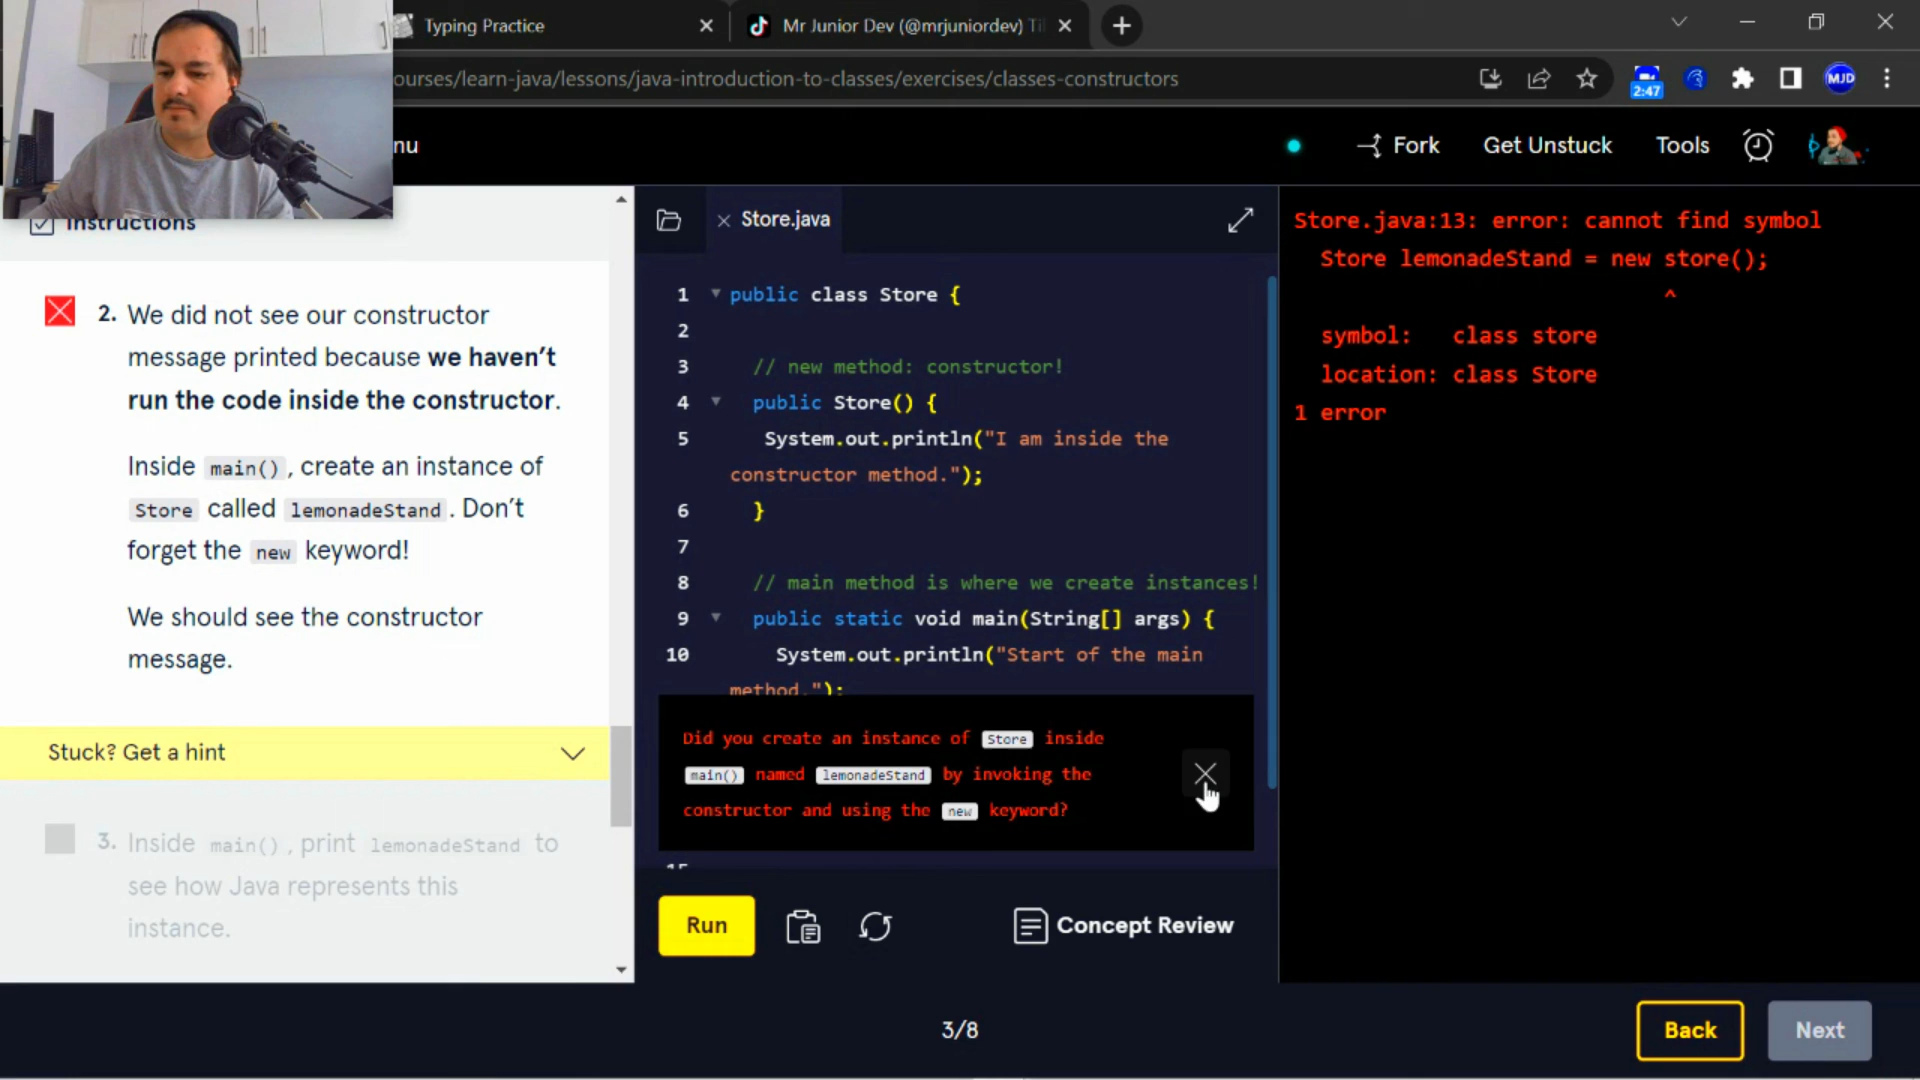 Typing Practice
Mr Junior Dev (@mrjuniordev) Ti
ourses/learn-java/lessons/java-introduction-to-classes/exercises/classes-constructors
2:47
MJD
nu
Fork
Get Unstuck
Tools
Instructions
2. We did not see our constructor
message printed because we haven't
run the code inside the constructor.
Inside main(), create an instance of
Store called lemonadeStand. Don't
forget the new keyword!
We should see the constructor
message.
Stuck? Get a hint
3. Inside main(), print lemonadeStand to
see how Java represents this
instance.
Store.java
1 public class Store {
2
3 // new method: constructor!
4 public Store() {
5 System.out.println("I am inside the
constructor method.");
6 }
7
8 // main method is where we create instances!
9 public static void main(String[] args) {
10 System.out.println("Start of the main
method.");
Did you create an instance of Store inside
main() named lemonadeStand by invoking the
constructor and using the new keyword?
15
Run
Concept Review
Store.java:13: error: cannot find symbol
Store lemonadeStand = new store();
^
symbol: class store
location: class Store
1 error
3/8
Back
Next